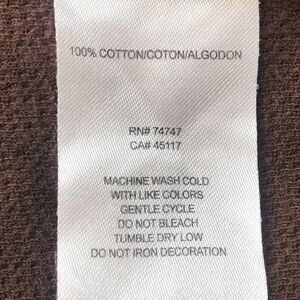 100% COTTON/COTON/ALGODON
RN# 74747
CA# 45117
MACHINE WASH COLD
WITH LIKE COLORS
GENTLE CYCLE
DO NOT BLEACH
TUMBLE DRY LOW
DO NOT IRON DECORATION